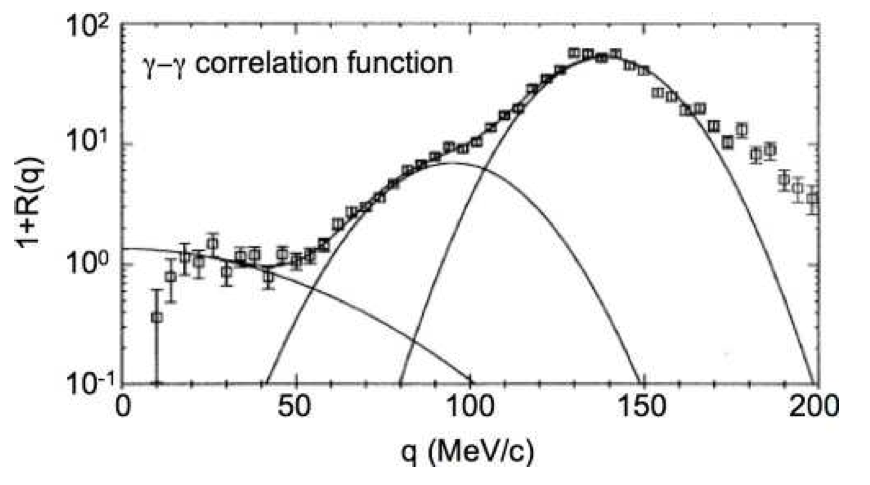 10²
γ–γ correlation function
10¹
1+R(q)
10⁰
10⁻¹
0 50 100 150 200
q (MeV/c)